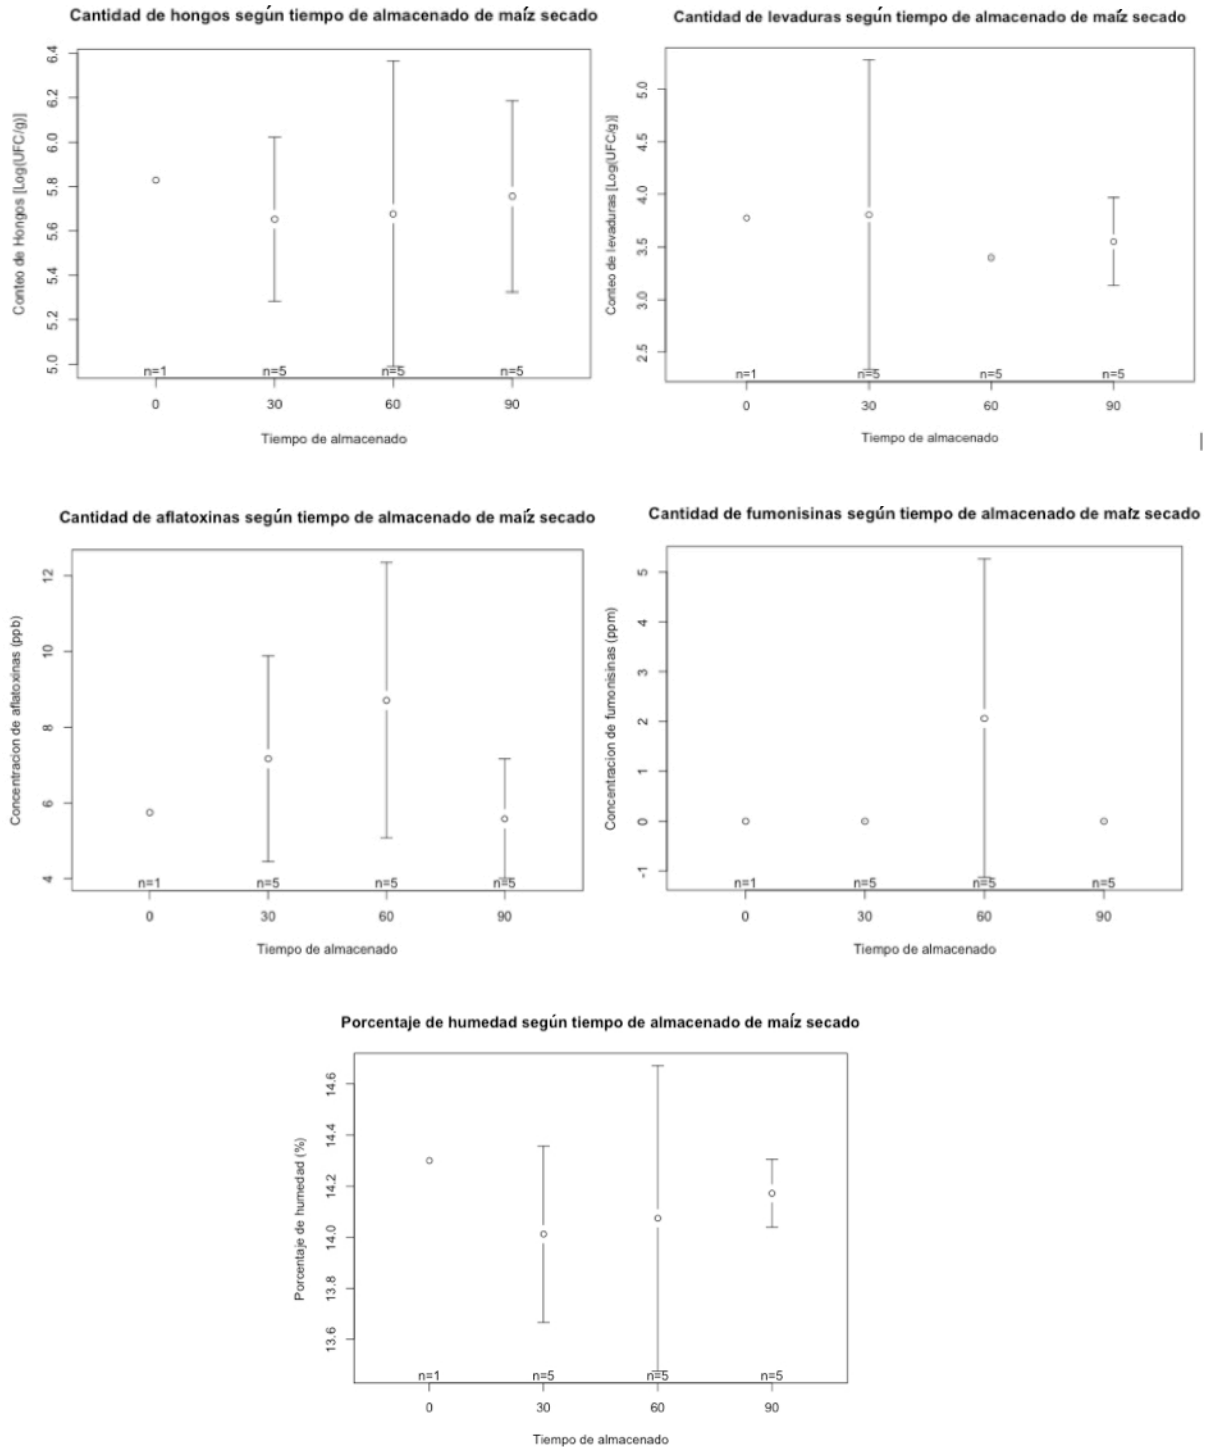 Cantidad de hongos según tiempo de almacenado de maíz secado
Conteo de Hongos [Log(UFC/g)]
6.4
6.2
6.0
5.8
5.6
5.4
5.2
5.0
n=1 n=5 n=5 n=5
0 30 60 90
Tiempo de almacenado
Cantidad de levaduras según tiempo de almacenado de maíz secado
Conteo de levaduras [Log(UFC/g)]
5.0
4.5
4.0
3.5
3.0
2.5
n=1 n=5 n=5 n=5
0 30 60 90
Tiempo de almacenado
Cantidad de aflatoxinas según tiempo de almacenado de maíz secado
Concentracion de aflatoxinas (ppb)
12
10
8
6
4
n=1 n=5 n=5 n=5
0 30 60 90
Tiempo de almacenado
Cantidad de fumonisinas según tiempo de almacenado de maíz secado
Concentracion de fumonisinas (ppm)
5
4
3
2
1
0
-1
n=1 n=5 n=5 n=5
0 30 60 90
Tiempo de almacenado
Porcentaje de humedad según tiempo de almacenado de maíz secado
Porcentaje de humedad (%)
14.6
14.4
14.2
14.0
13.8
13.6
n=1 n=5 n=5 n=5
0 30 60 90
Tiempo de almacenado